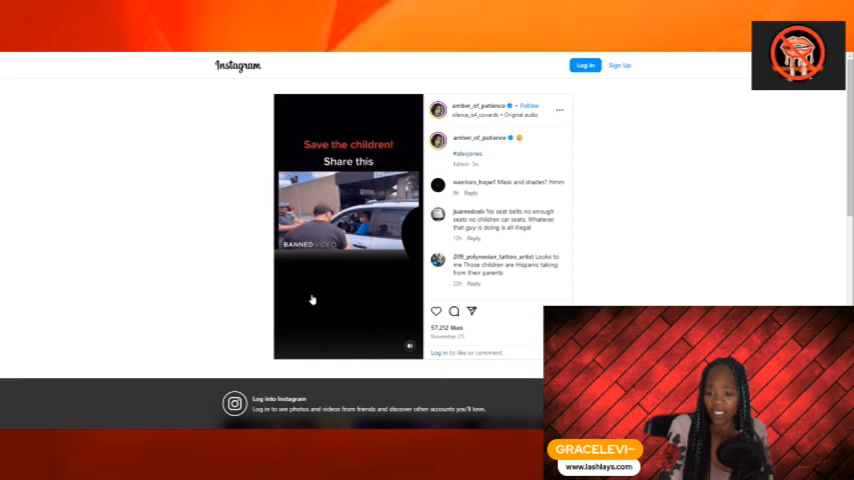 Instagram
Log In
Sign Up
amber_of_patience • Follow
silence_is4_cowards • Original audio
Save the children!
Share this
BANNED VIDEO
amber_of_patience
#alexjones
Edited · 3w
warriors_hope1 Mask and shades? Hmm
8h Reply
No seat belts no enough
seats no children car seats. Whatever
that guy is doing is all illegal
12h Reply
209_polynesian_tattoo_artist Looks to
me Those children are Hispanic taking
from their parents
22h Reply
57,212 likes
November 25
Log in to like or comment.
Log into Instagram
Log in to see photos and videos from friends and discover other accounts you'll love.
GRACELEVI~
www.lashlays.com